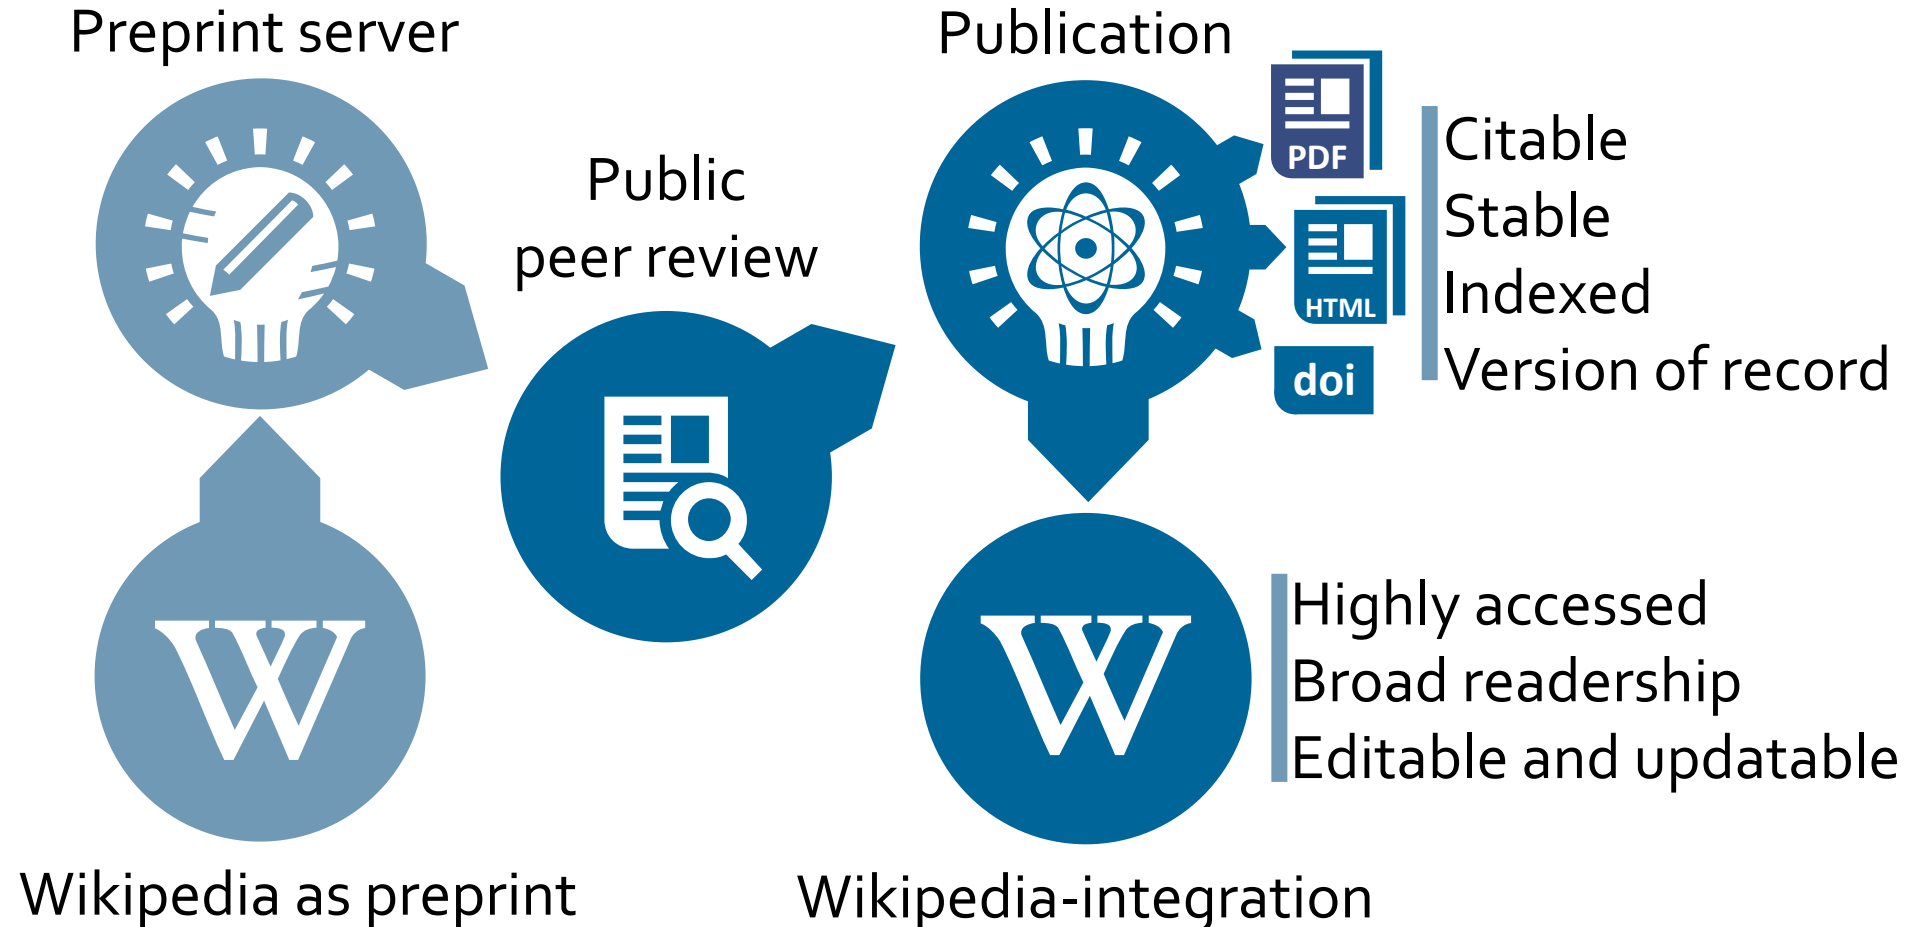 Preprint server
Public
peer review
Publication
PDF
HTML
doi
Citable
Stable
Indexed
Version of record
W
Wikipedia as preprint
W
Highly accessed
Broad readership
Editable and updatable
Wikipedia-integration